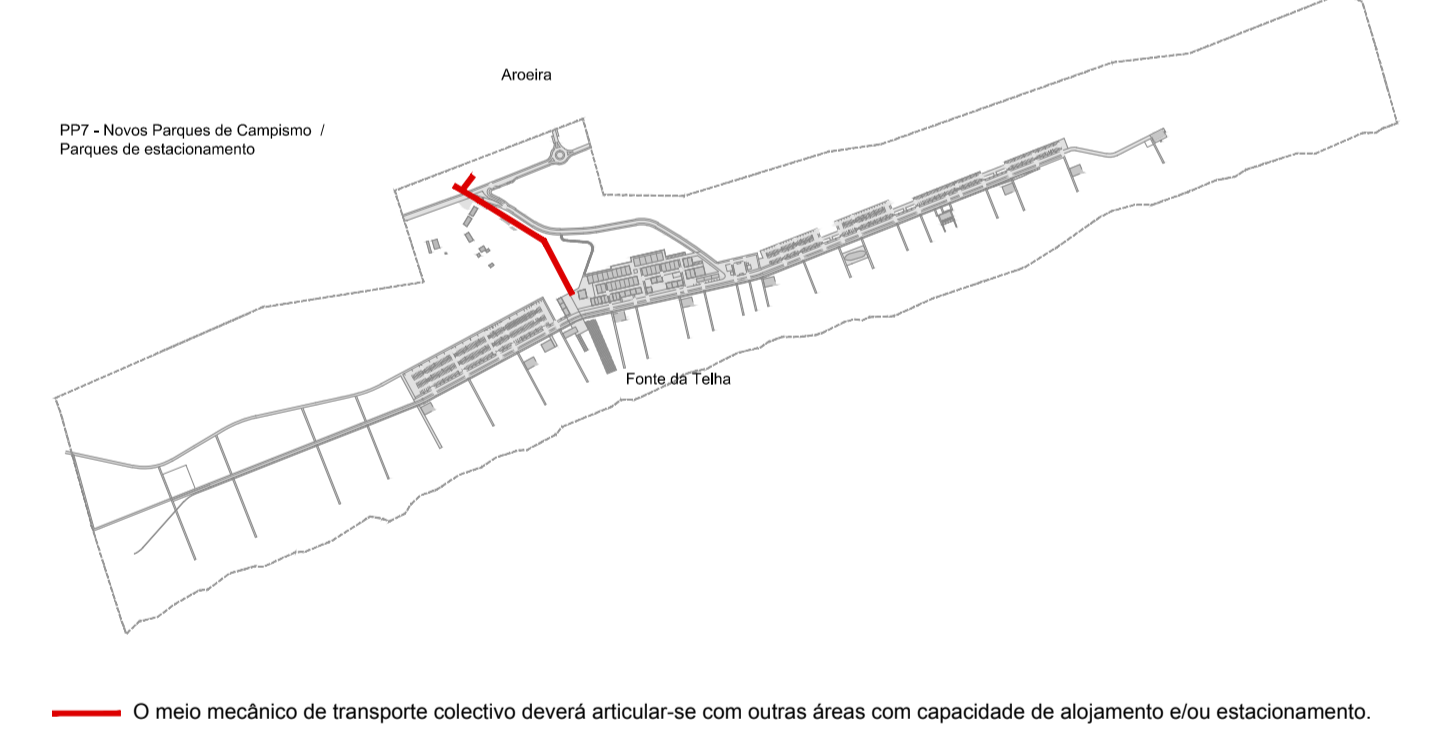 Aroeira
PP7 - Novos Parques de Campismo /
Parques de estacionamento
Fonte da Telha
O meio mecânico de transporte colectivo deverá articular-se com outras áreas com capacidade de alojamento e/ou estacionamento.